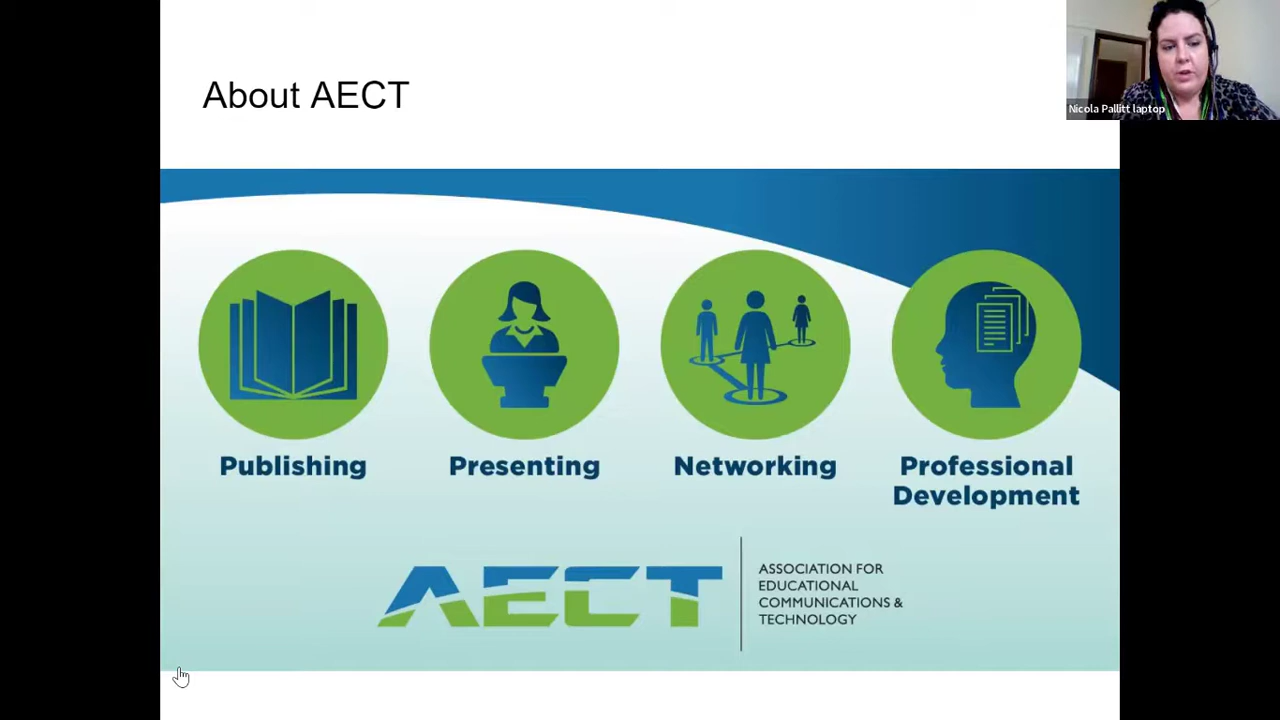 About AECT
Nicola Pallitt laptop
Publishing
Presenting
Networking
Professional
Development
AECT
ASSOCIATION FOR
EDUCATIONAL
COMMUNICATIONS &
TECHNOLOGY